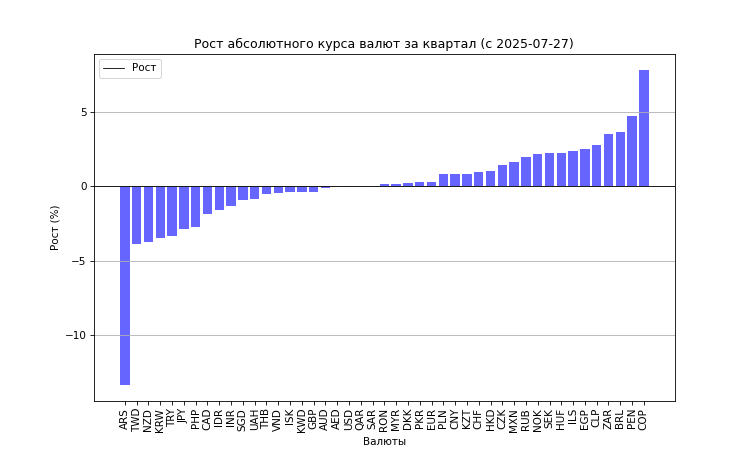 Рост абсолютного курса валют за квартал (с 2025-07-27)
Рост
Рост (%)
5
0
−5
−10
ARS TWD NZD KRW TRY JPY PHP CAD IDR INR SGD UAH THB VND ISK KWD GBP AUD AED USD QAR SAR RON MYR DKK PKR EUR PLN CNY KZT CHF HKD CZK MXN RUB NOK SEK HUF ILS EGP CLP ZAR BRL PEN COP
Валюты